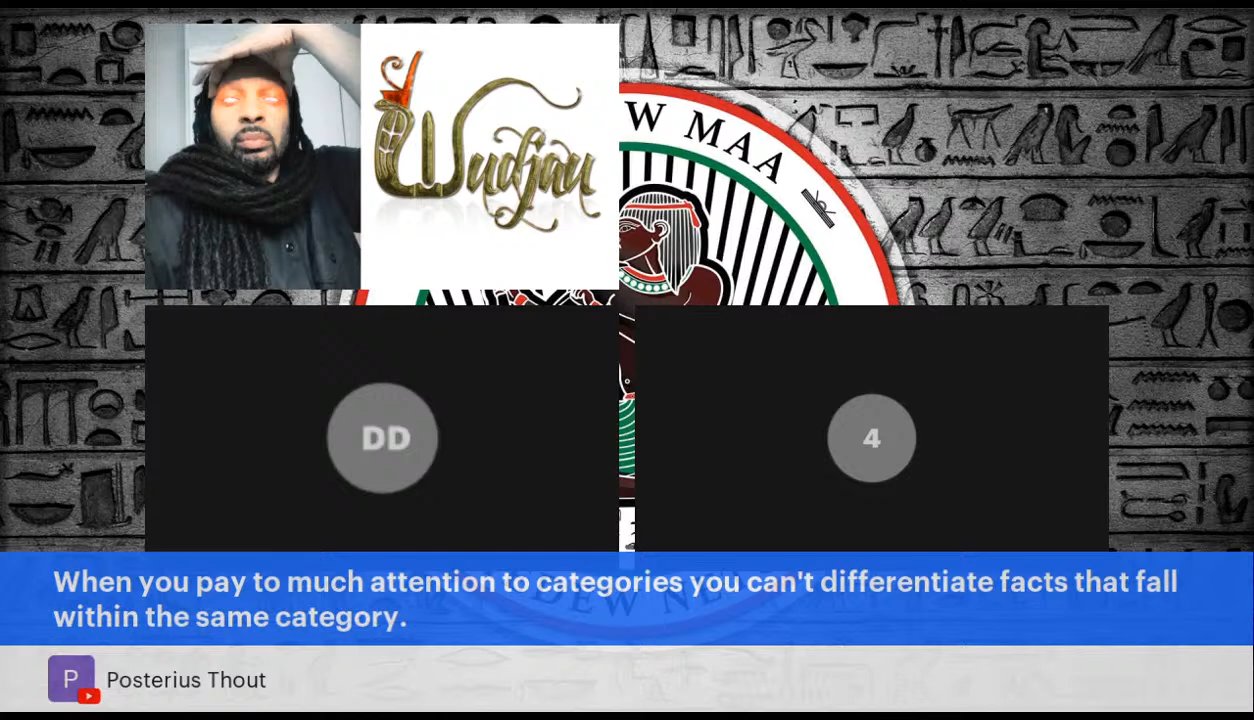 Wudjau
W MAA
DD
4
When you pay to much attention to categories you can't differentiate facts that fall
within the same category.
P
Posterius Thout